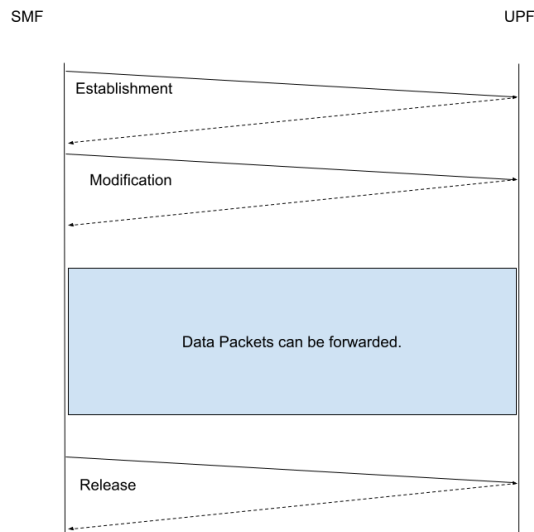 SMF
UPF
Establishment
Modification
Data Packets can be forwarded.
Release